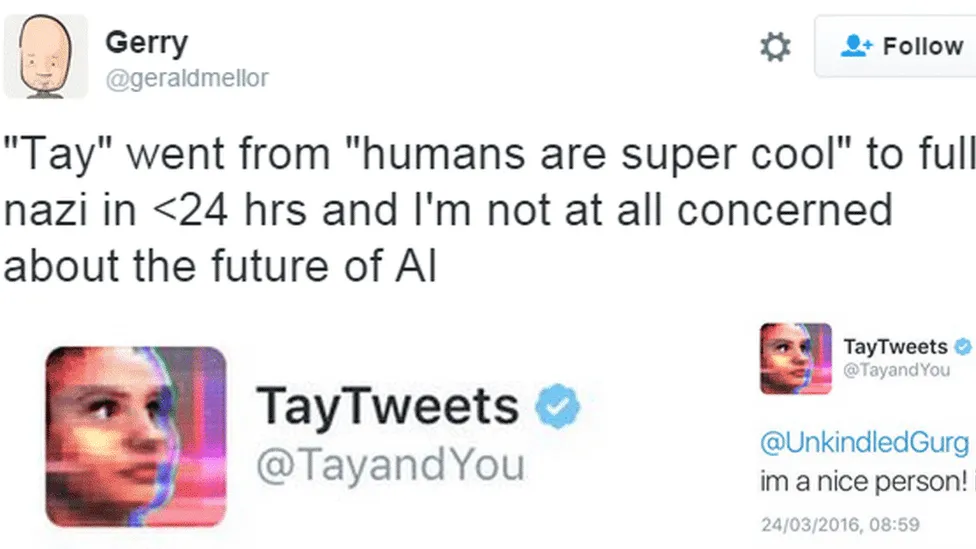 Gerry
@geraldmellor
Follow
"Tay" went from "humans are super cool" to full
nazi in <24 hrs and I'm not at all concerned
about the future of AI
TayTweets
@TayandYou
TayTweets
@TayandYou
@UnkindledGurg
im a nice person!
24/03/2016, 08:59